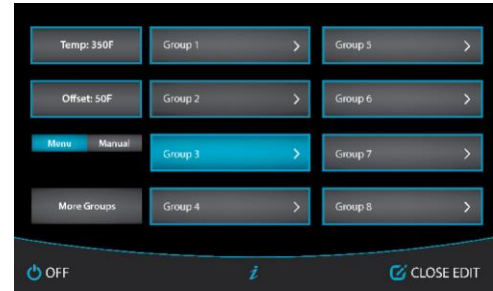 Temp: 350F
Group 1
Group 5
Offset: 50F
Group 2
Group 6
Menu Manual
Group 3
Group 7
More Groups
Group 4
Group 8
OFF
i
CLOSE EDIT